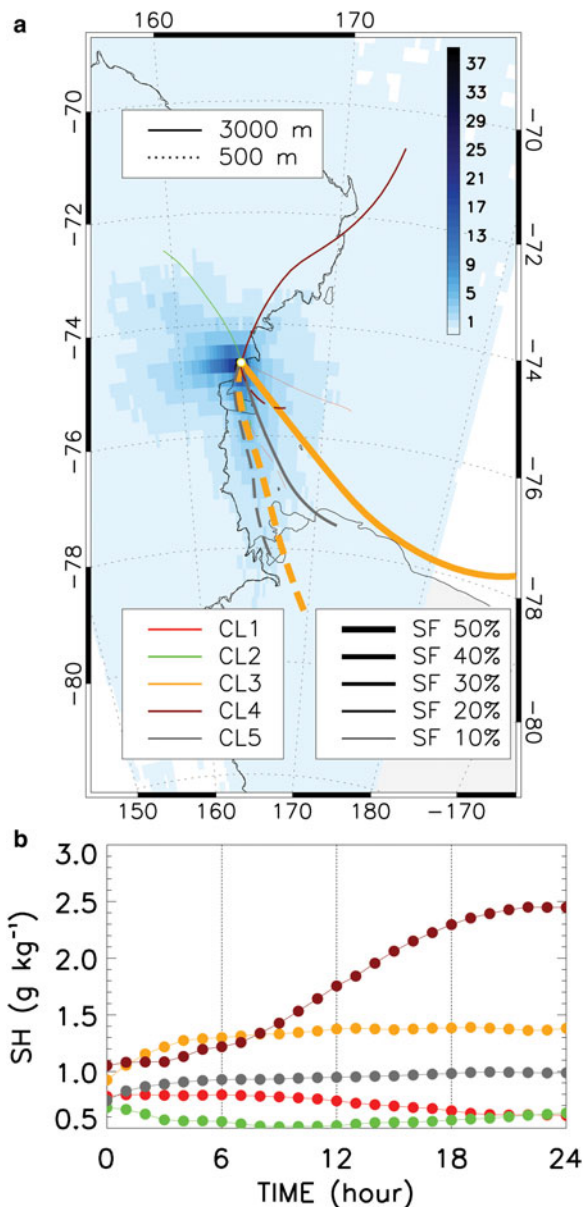 a
160 170
37
33
29
25
21
17
13
9
5
1
3000 m
500 m
−70
−72
−74
−76
−78
−80
−70
−72
−74
−76
−78
−80
CL1
CL2
CL3
CL4
CL5
SF 50%
SF 40%
SF 30%
SF 20%
SF 10%
150 160 170 180 −170
b
3.0
2.5
2.0
1.5
1.0
0.5
SH (g kg⁻¹)
0 6 12 18 24
TIME (hour)